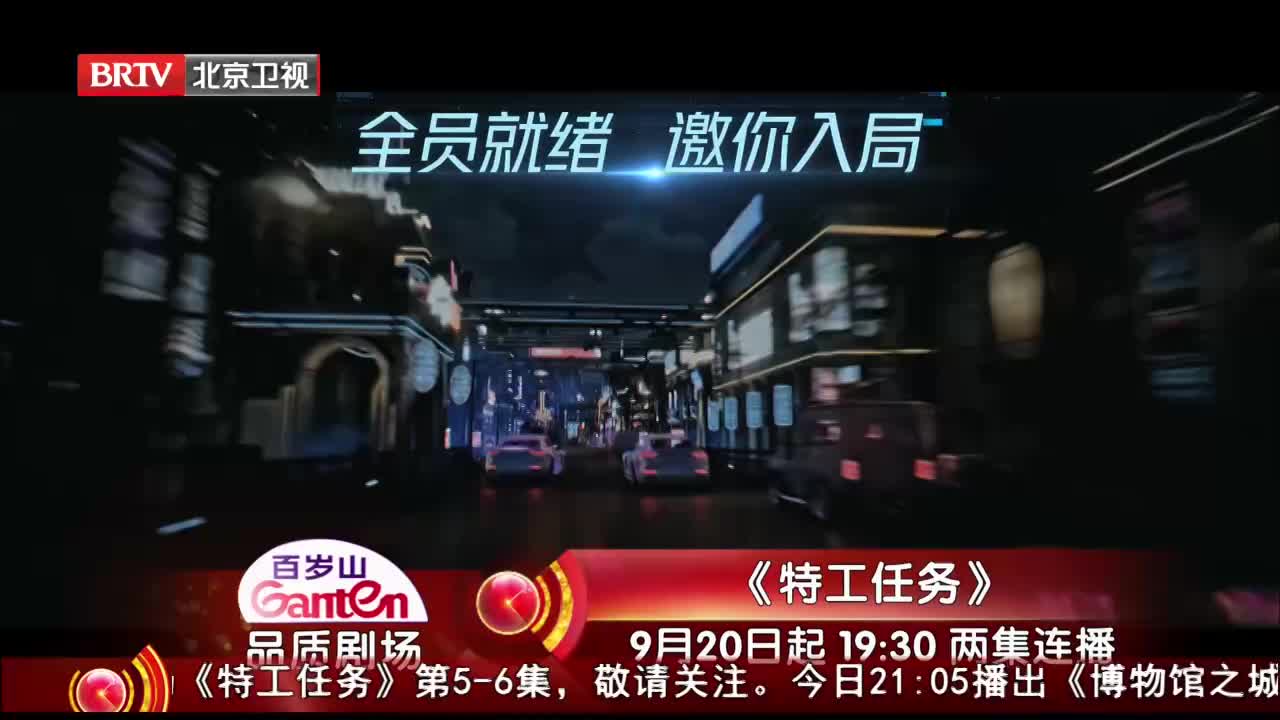 BRTV 北京卫视
全员就绪 邀你入局
百岁山
Ganten
品质剧场
《特工任务》
9月20日起 19:30 两集连播
《特工任务》第5-6集，敬请关注。今日21:05播出《博物馆之城